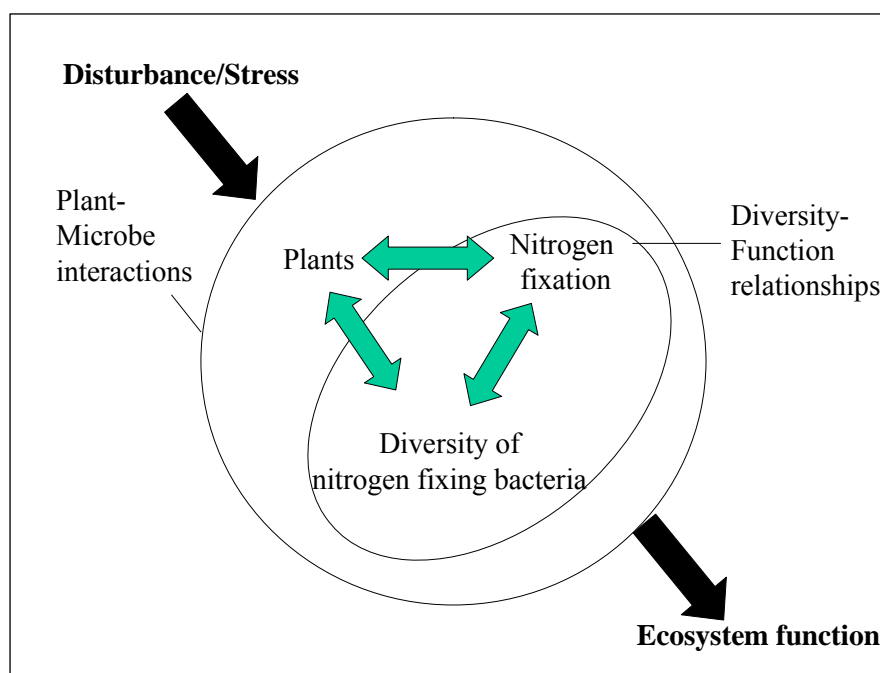 Disturbance/Stress
Plant-
Microbe
interactions
Plants
Nitrogen
fixation
Diversity-
Function
relationships
Diversity of
nitrogen fixing bacteria
Ecosystem function